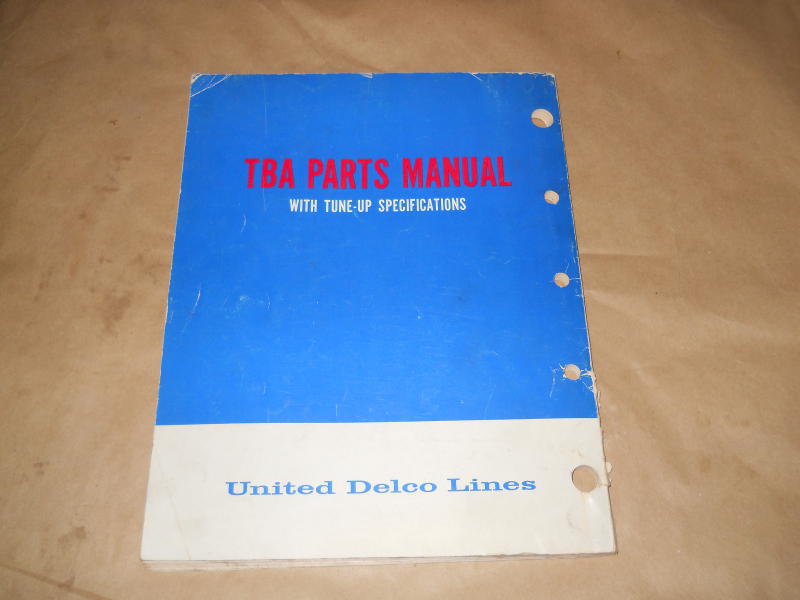 TBA PARTS MANUAL
WITH TUNE-UP SPECIFICATIONS
United Delco Lines